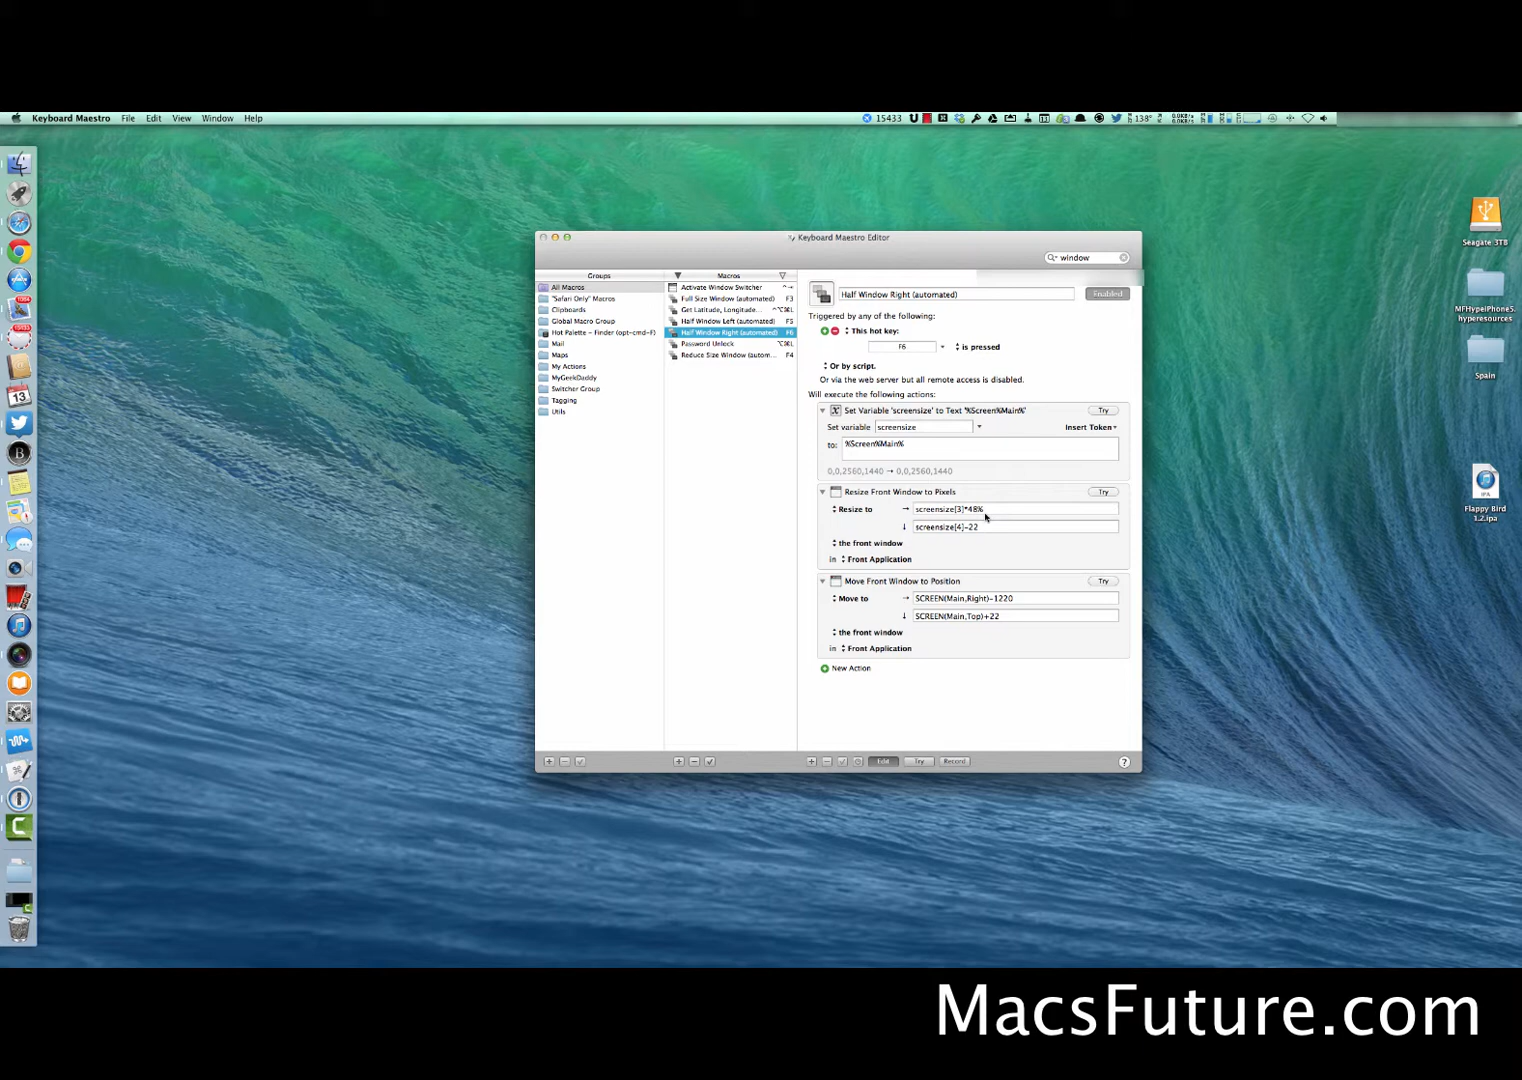 Keyboard Maestro File Edit View Window Help
15433
138°
0.0KB/s
0.0KB/s
Keyboard Maestro Editor
window
Groups
All Macros
"Safari Only" Macros
Clipboards
Global Macro Group
Hot Palette - Finder (opt-cmd-F)
Mail
Maps
My Actions
MyGeekDaddy
Switcher Group
Tagging
Utils
Macros
Activate Window Switcher
Full Size Window (automated) F3
Get Latitude, Longitude... ^⌥⌘L
Half Window Left (automated) F5
Half Window Right (automated) F6
Password Unlock ⌥⌘L
Reduce Size Window (autom... F4
Half Window Right (automated) Enabled
Triggered by any of the following:
This hot key:
F6 is pressed
Or by script.
Or via the web server but all remote access is disabled.
Will execute the following actions:
Set Variable 'screensize' to Text '%Screen%Main%' Try
Set variable screensize Insert Token
to: %Screen%Main%
0,0,2560,1440 → 0,0,2560,1440
Resize Front Window to Pixels Try
Resize to → screensize[3]*48%
↓ screensize[4]-22
the front window
in Front Application
Move Front Window to Position Try
Move to → SCREEN(Main,Right)-1220
↓ SCREEN(Main,Top)+22
the front window
in Front Application
New Action
Edit Try Record ?
Seagate 3TB
MFHypeiPhone5.
hyperesources
Spain
IPA
Flappy Bird
1.2.ipa
13
MacsFuture.com